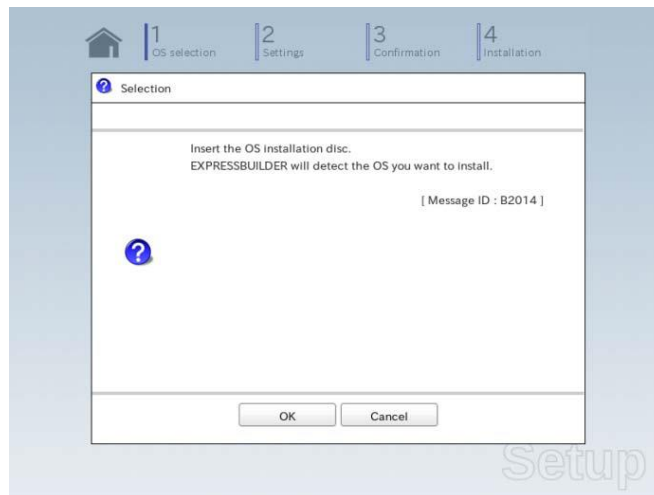 1
OS selection
2
Settings
3
Confirmation
4
Installation
Selection
Insert the OS installation disc.
EXPRESSBUILDER will detect the OS you want to install.
[ Message ID : B2014 ]
OK
Cancel
Setup